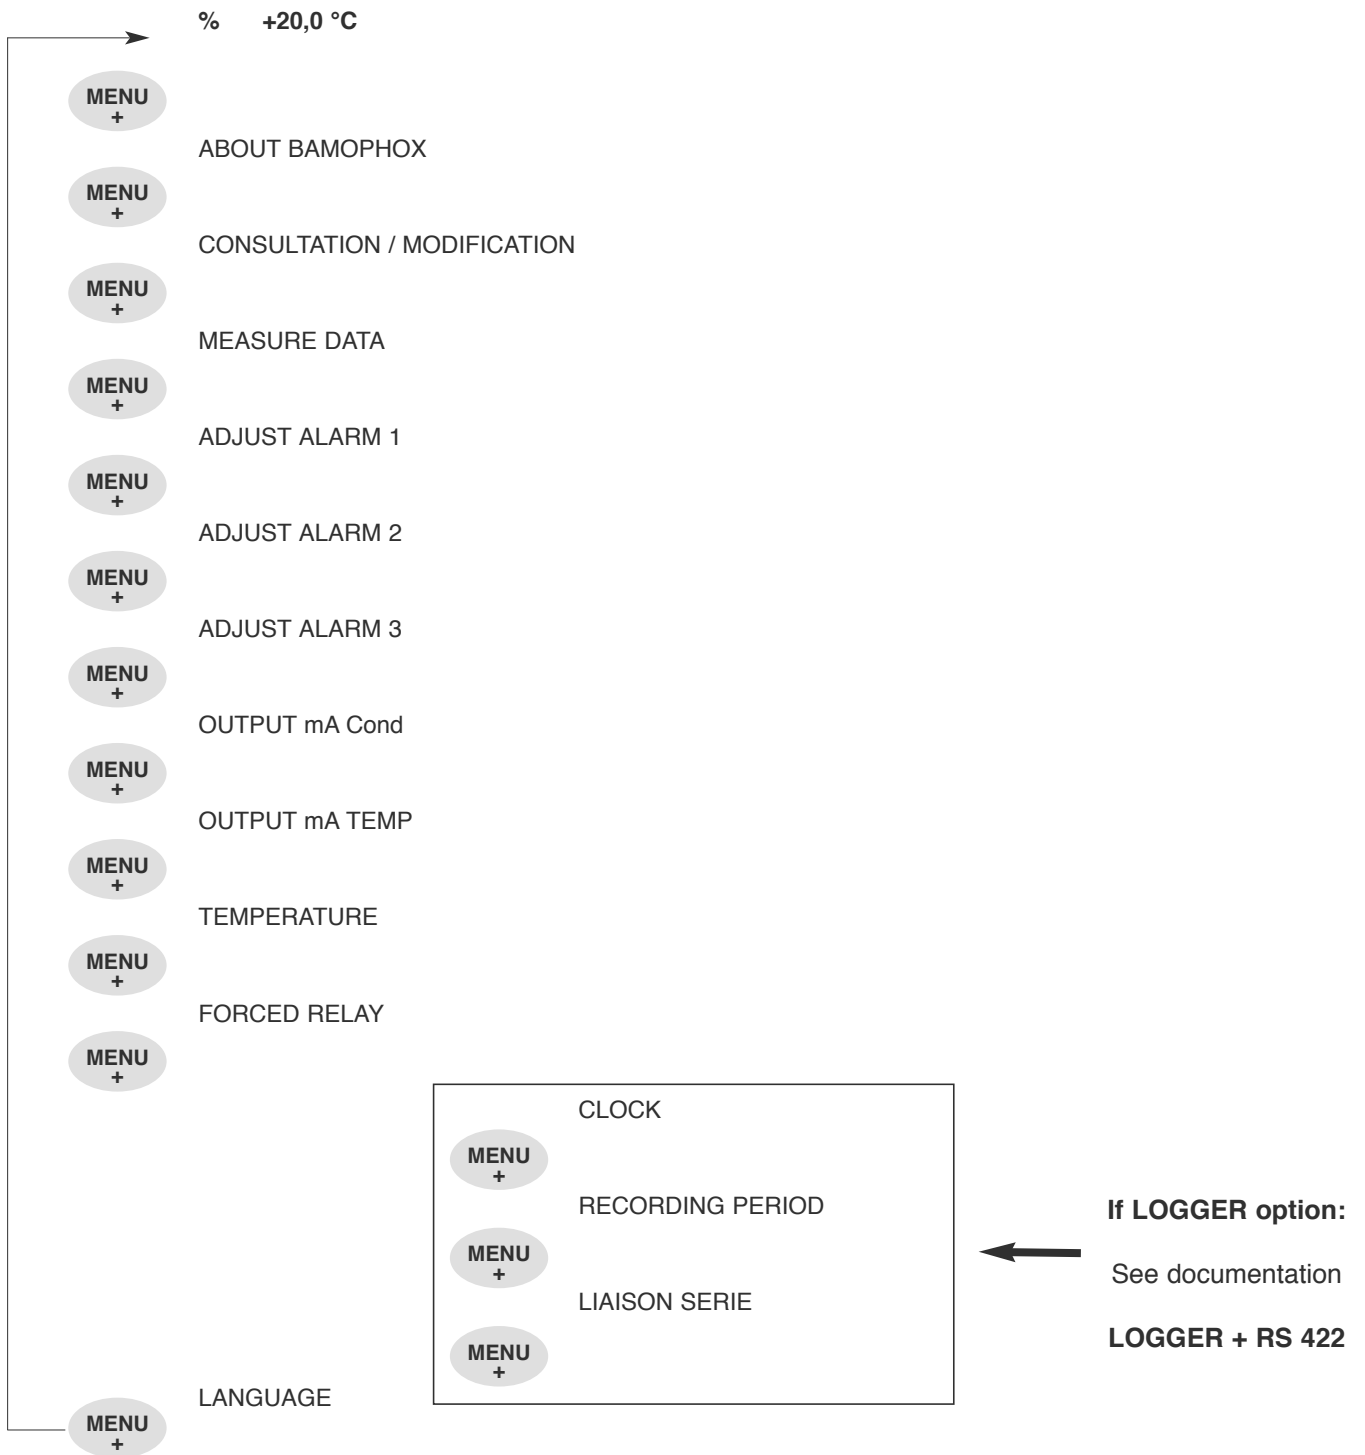 % +20,0 °C
MENU
+
ABOUT BAMOPHOX
MENU
+
CONSULTATION / MODIFICATION
MENU
+
MEASURE DATA
MENU
+
ADJUST ALARM 1
MENU
+
ADJUST ALARM 2
MENU
+
ADJUST ALARM 3
MENU
+
OUTPUT mA Cond
MENU
+
OUTPUT mA TEMP
MENU
+
TEMPERATURE
MENU
+
FORCED RELAY
MENU
+
CLOCK
MENU
+
RECORDING PERIOD
MENU
+
LIAISON SERIE
MENU
+
If LOGGER option:
See documentation
LOGGER + RS 422
LANGUAGE
MENU
+